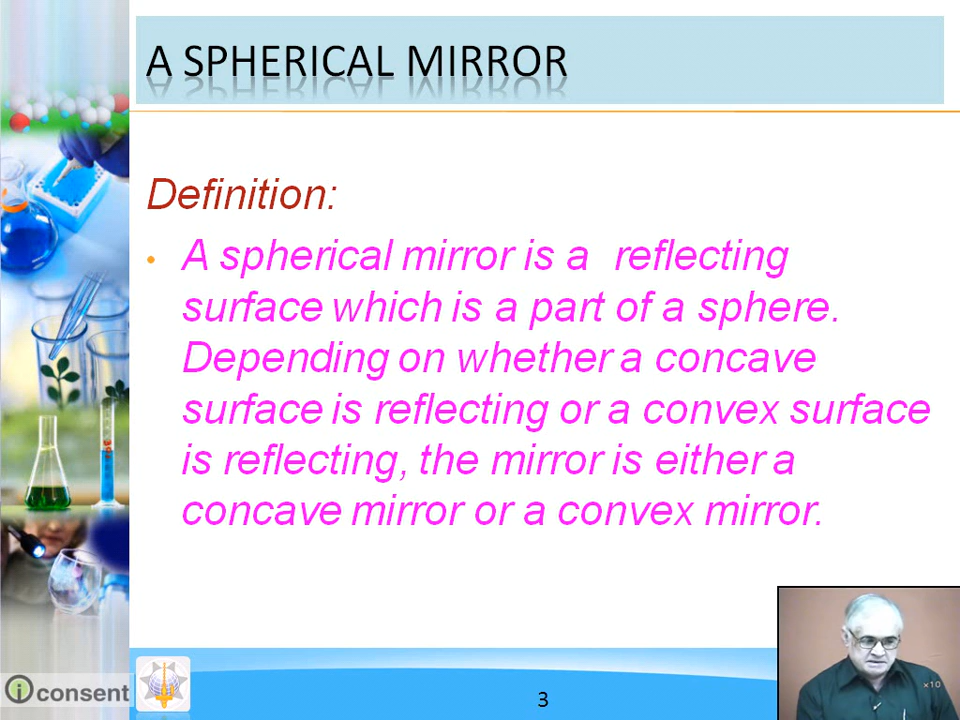 A SPHERICAL MIRROR
Definition:
• A spherical mirror is a reflecting
surface which is a part of a sphere.
Depending on whether a concave
surface is reflecting or a convex surface
is reflecting, the mirror is either a
concave mirror or a convex mirror.
i consent
3
×10